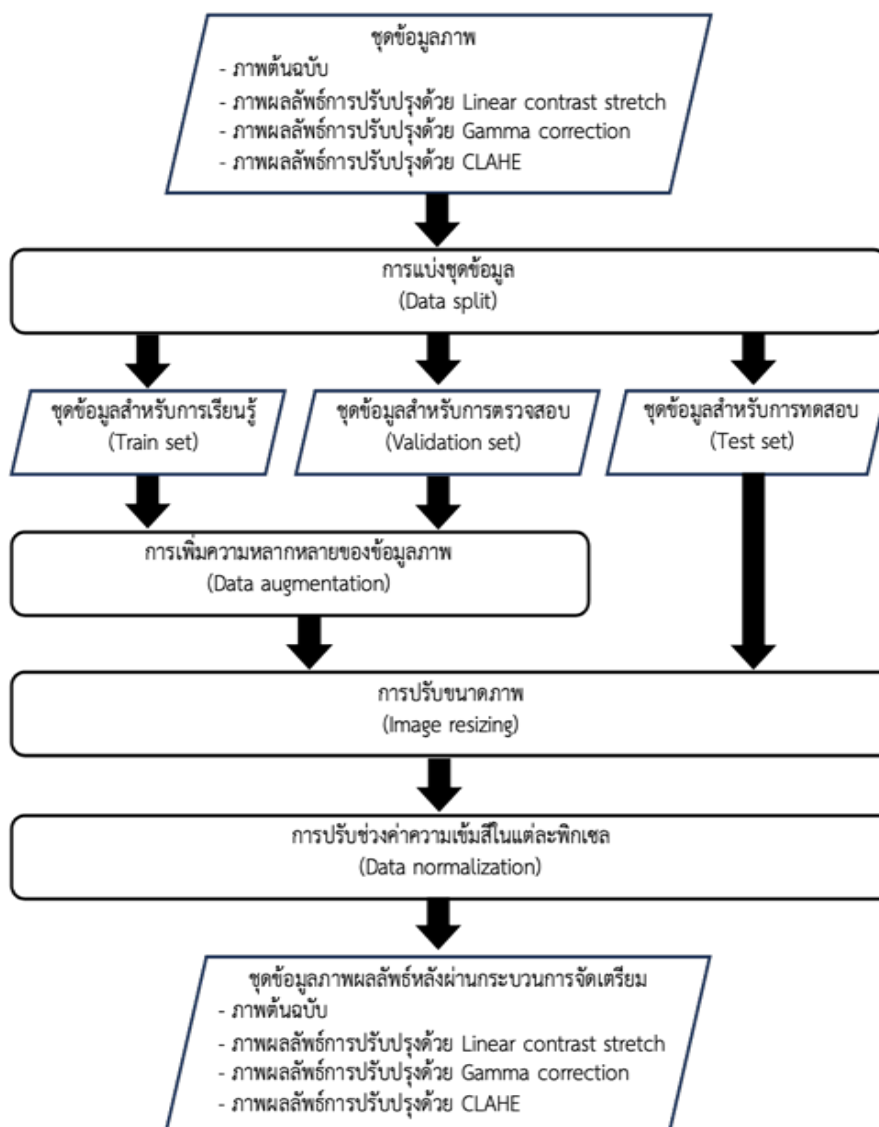 ชุดข้อมูลภาพ
- ภาพต้นฉบับ
- ภาพผลลัพธ์การปรับปรุงด้วย Linear contrast stretch
- ภาพผลลัพธ์การปรับปรุงด้วย Gamma correction
- ภาพผลลัพธ์การปรับปรุงด้วย CLAHE
การแบ่งชุดข้อมูล
(Data split)
ชุดข้อมูลสำหรับการเรียนรู้
(Train set)
ชุดข้อมูลสำหรับการตรวจสอบ
(Validation set)
ชุดข้อมูลสำหรับการทดสอบ
(Test set)
การเพิ่มความหลากหลายของข้อมูลภาพ
(Data augmentation)
การปรับขนาดภาพ
(Image resizing)
การปรับช่วงค่าความเข้มสีในแต่ละพิกเซล
(Data normalization)
ชุดข้อมูลภาพผลลัพธ์หลังผ่านกระบวนการจัดเตรียม
- ภาพต้นฉบับ
- ภาพผลลัพธ์การปรับปรุงด้วย Linear contrast stretch
- ภาพผลลัพธ์การปรับปรุงด้วย Gamma correction
- ภาพผลลัพธ์การปรับปรุงด้วย CLAHE